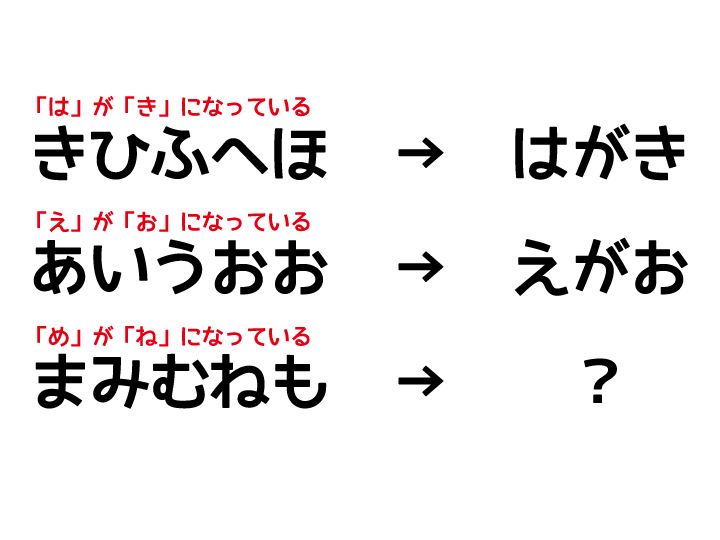 「は」が「き」になっている
きひふへほ → はがき
「え」が「お」になっている
あいうおお → えがお
「め」が「ね」になっている
まみむねも → ?